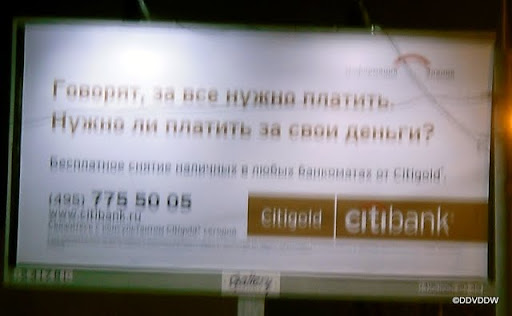 Говорят, за все нужно платить.
Нужно ли платить за свои деньги?
Бесплатное снятие наличных в любых банкоматах от Citigold.
(495) 775 50 05
www.citibank.ru
Citigold citibank
Gallery
©DDVDDW